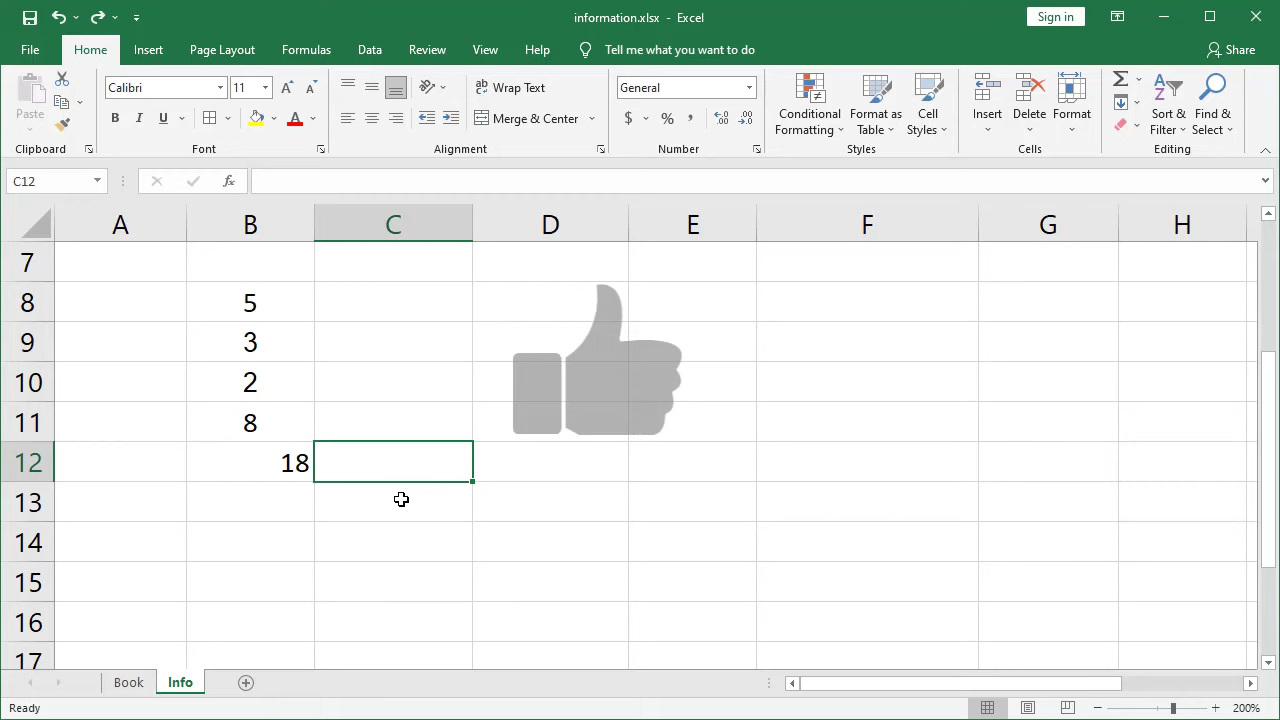 information.xlsx - Excel
Sign in
File Home Insert Page Layout Formulas Data Review View Help Tell me what you want to do Share
Paste
Clipboard
Calibri 11
B I U A
Font
Wrap Text
Merge & Center
Alignment
General
$ % ,
Number
Conditional Formatting
Format as Table
Cell Styles
Styles
Insert
Delete
Format
Cells
Sort & Filter
Find & Select
Editing
C12 fx
A B C D E F G H
7
8 5
9 3
10 2
11 8
12 18
13
14
15
16
17
Book Info
Ready 200%